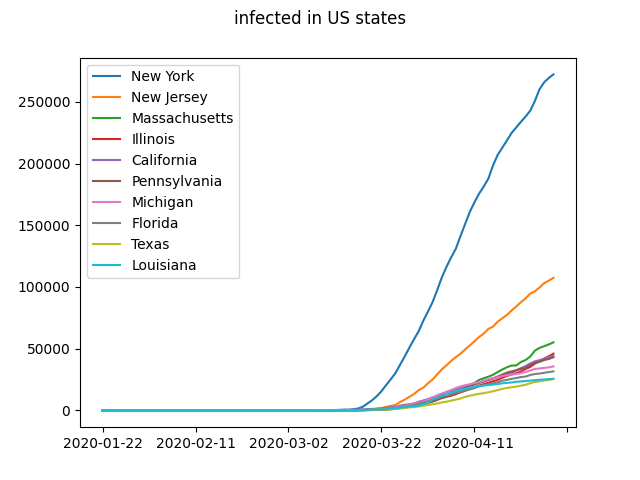 infected in US states
New York
New Jersey
Massachusetts
Illinois
California
Pennsylvania
Michigan
Florida
Texas
Louisiana
250000
200000
150000
100000
50000
0
2020-01-22 2020-02-11 2020-03-02 2020-03-22 2020-04-11